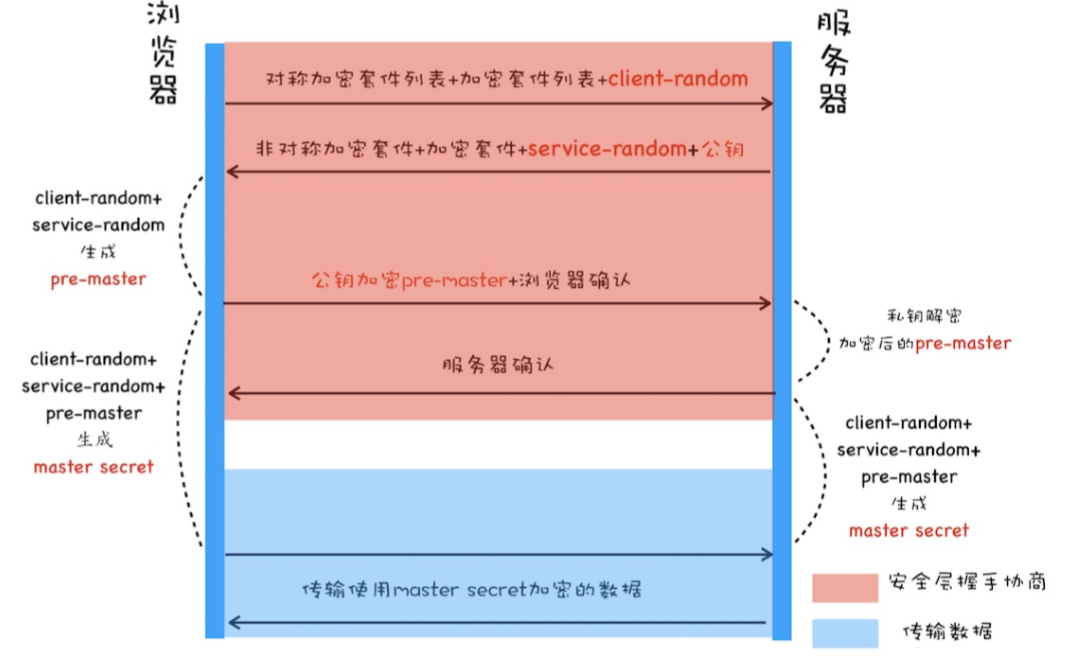 浏览器
服务器
对称加密套件列表+加密套件列表+client-random
非对称加密套件+加密套件+service-random+公钥
client-random+
service-random
生成
pre-master
公钥加密pre-master+浏览器确认
私钥解密
加密后的pre-master
服务器确认
client-random+
service-random+
pre-master
生成
master secret
client-random+
service-random+
pre-master
生成
master secret
传输使用master secret加密的数据
安全层握手协商
传输数据